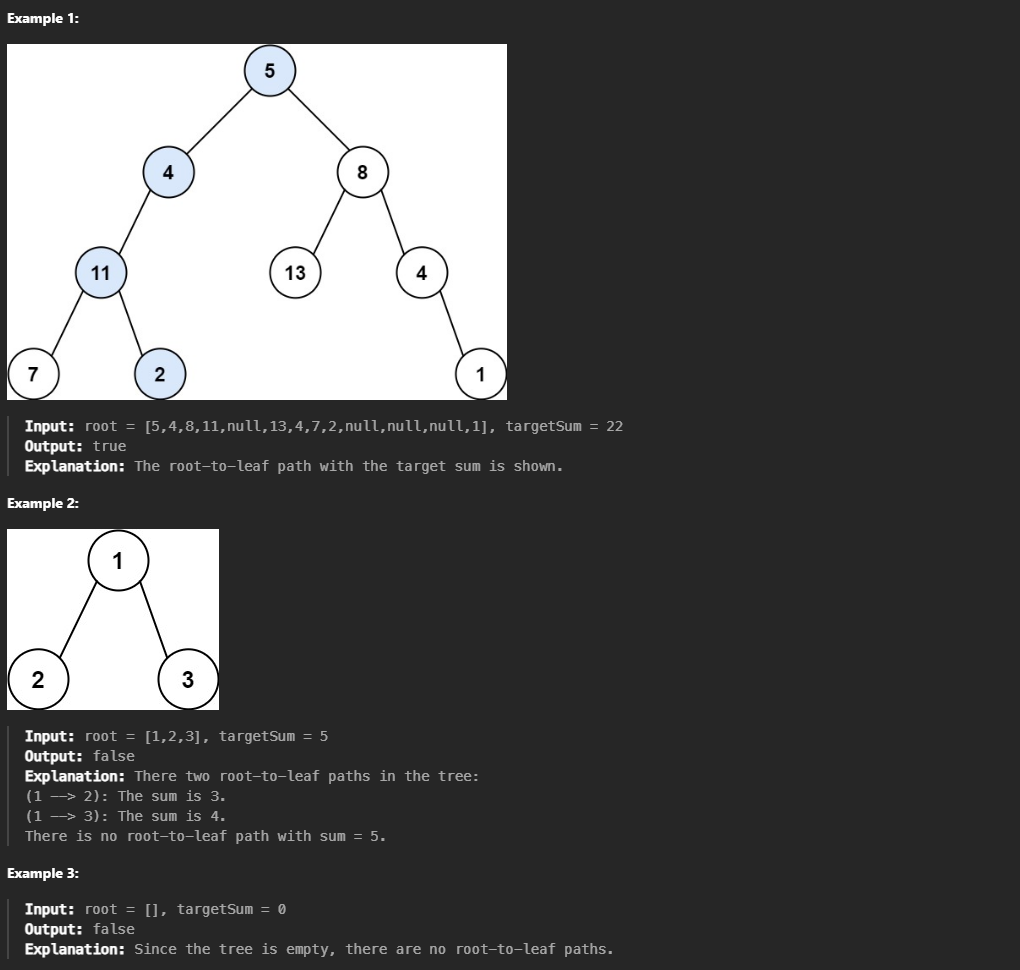 Example 1:
5
4 8
11 13 4
7 2 1
Input: root = [5,4,8,11,null,13,4,7,2,null,null,null,1], targetSum = 22
Output: true
Explanation: The root-to-leaf path with the target sum is shown.
Example 2:
1
2 3
Input: root = [1,2,3], targetSum = 5
Output: false
Explanation: There two root-to-leaf paths in the tree:
(1 --> 2): The sum is 3.
(1 --> 3): The sum is 4.
There is no root-to-leaf path with sum = 5.
Example 3:
Input: root = [], targetSum = 0
Output: false
Explanation: Since the tree is empty, there are no root-to-leaf paths.